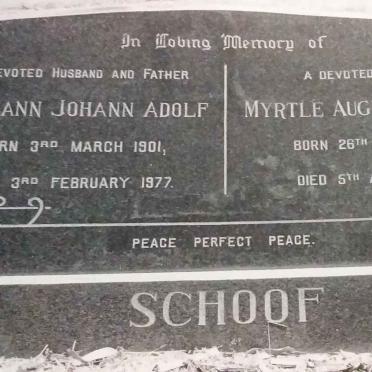 In Loving Memory of
EVOTED HUSBAND AND FATHER
ANN JOHANN ADOLF
RN 3RD MARCH 1901,
3RD FEBRUARY 1977.
A DEVOTED
MYRTLE AUG
BORN 26TH
DIED 5TH A
PEACE PERFECT PEACE.
SCHOOF